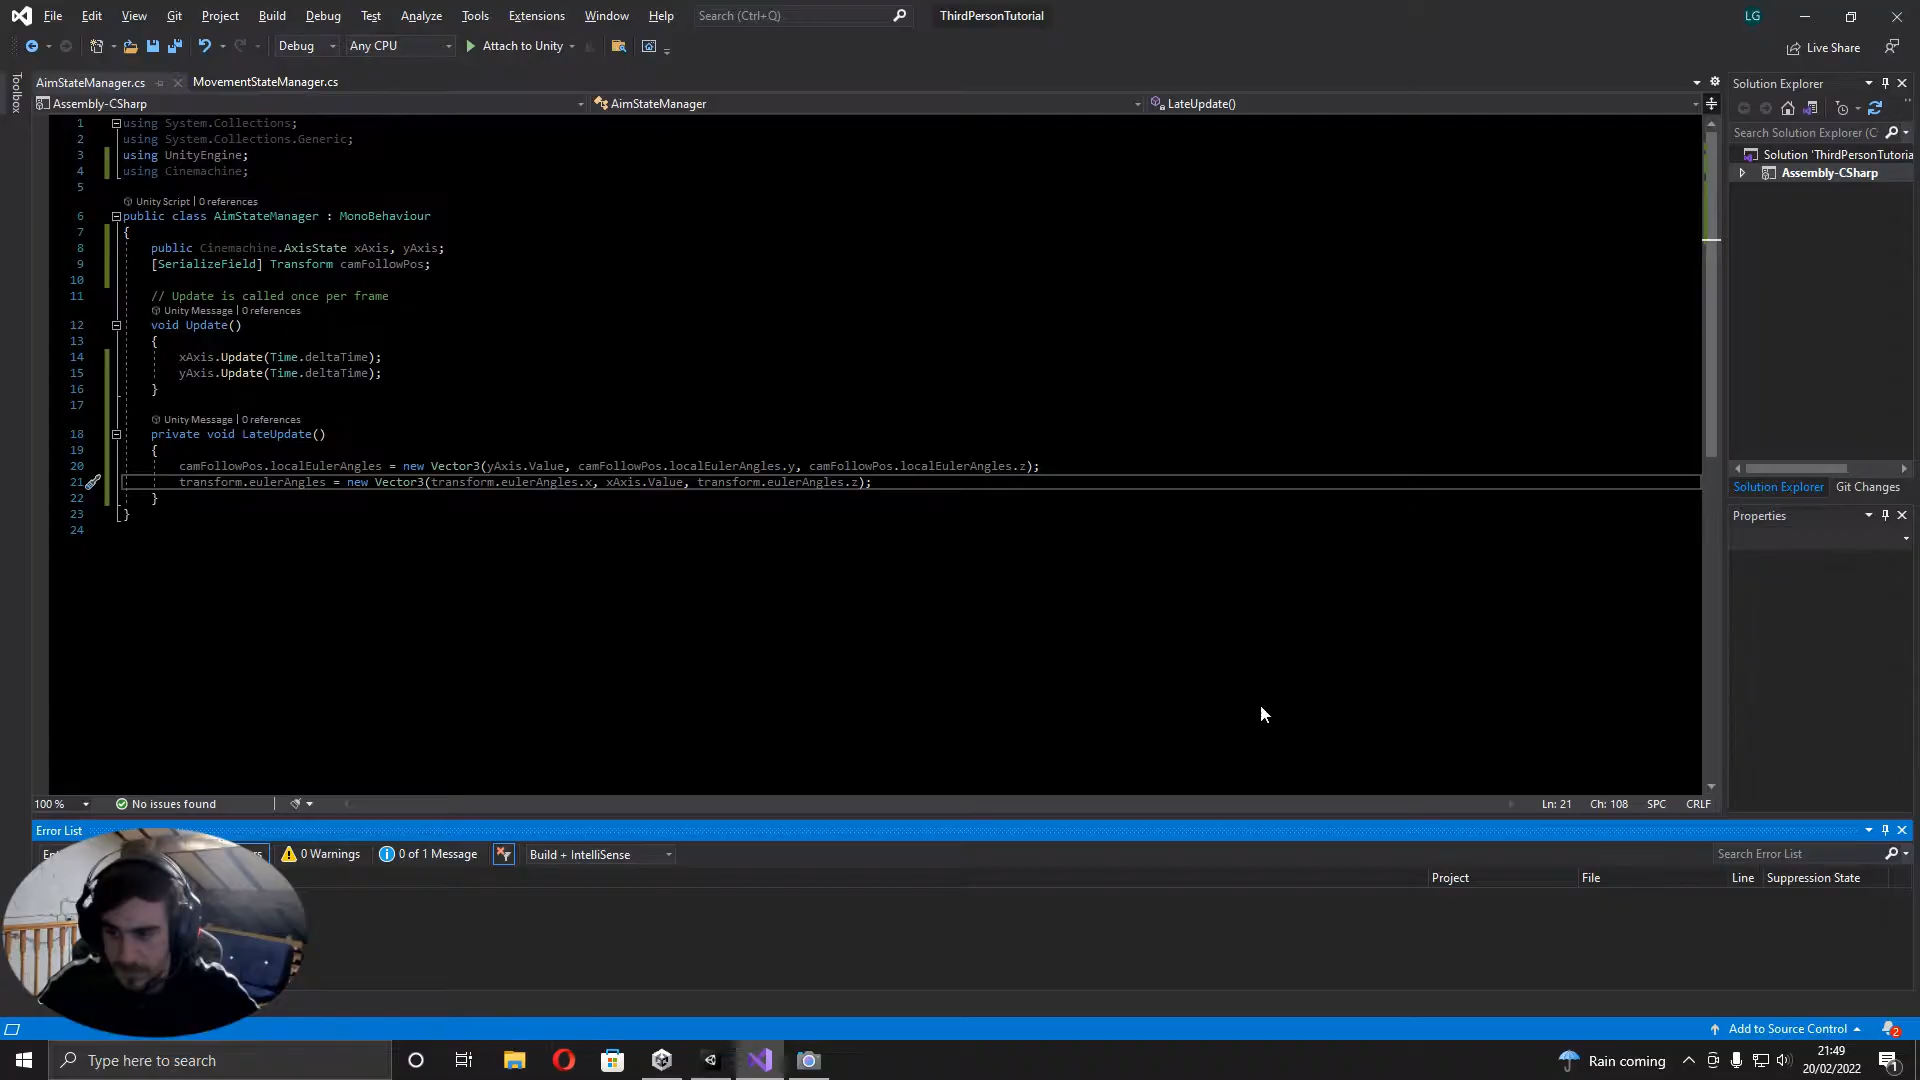 File Edit View Git Project Build Debug Test Analyze Tools Extensions Window Help Search (Ctrl+Q) ThirdPersonTutorial LG
Debug Any CPU Attach to Unity Live Share
Toolbox
AimStateManager.cs MovementStateManager.cs
Assembly-CSharp AimStateManager LateUpdate()
1 using System.Collections;
2 using System.Collections.Generic;
3 using UnityEngine;
4 using Cinemachine;
5
Unity Script | 0 references
6 public class AimStateManager : MonoBehaviour
7 {
8 public Cinemachine.AxisState xAxis, yAxis;
9 [SerializeField] Transform camFollowPos;
10
11 // Update is called once per frame
Unity Message | 0 references
12 void Update()
13 {
14 xAxis.Update(Time.deltaTime);
15 yAxis.Update(Time.deltaTime);
16 }
17
Unity Message | 0 references
18 private void LateUpdate()
19 {
20 camFollowPos.localEulerAngles = new Vector3(yAxis.Value, camFollowPos.localEulerAngles.y, camFollowPos.localEulerAngles.z);
21 transform.eulerAngles = new Vector3(transform.eulerAngles.x, xAxis.Value, transform.eulerAngles.z);
22 }
23 }
24
100 % No issues found Ln: 21 Ch: 108 SPC CRLF
Solution Explorer
Search Solution Explorer (C
Solution 'ThirdPersonTutoria
Assembly-CSharp
Solution Explorer Git Changes
Properties
Error List
0 Warnings 0 of 1 Message Build + IntelliSense Search Error List
Project File Line Suppression State
Add to Source Control 2
Type here to search Rain coming 21:49
20/02/2022 1